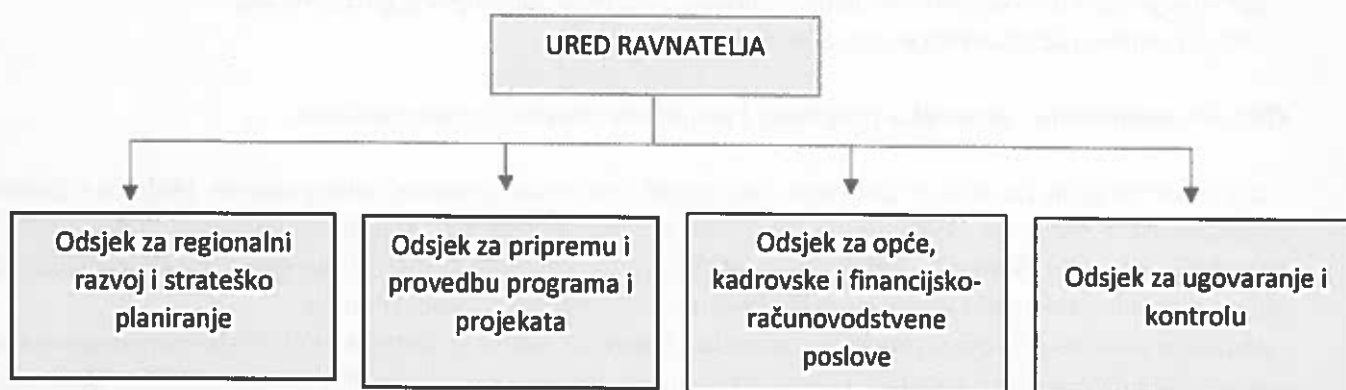 URED RAVNATELJA
Odsjek za regionalni
razvoj i strateško
planiranje
Odsjek za pripremu i
provedbu programa i
projekata
Odsjek za opće,
kadrovske i financijsko-
računovodstvene
poslove
Odsjek za ugovaranje i
kontrolu